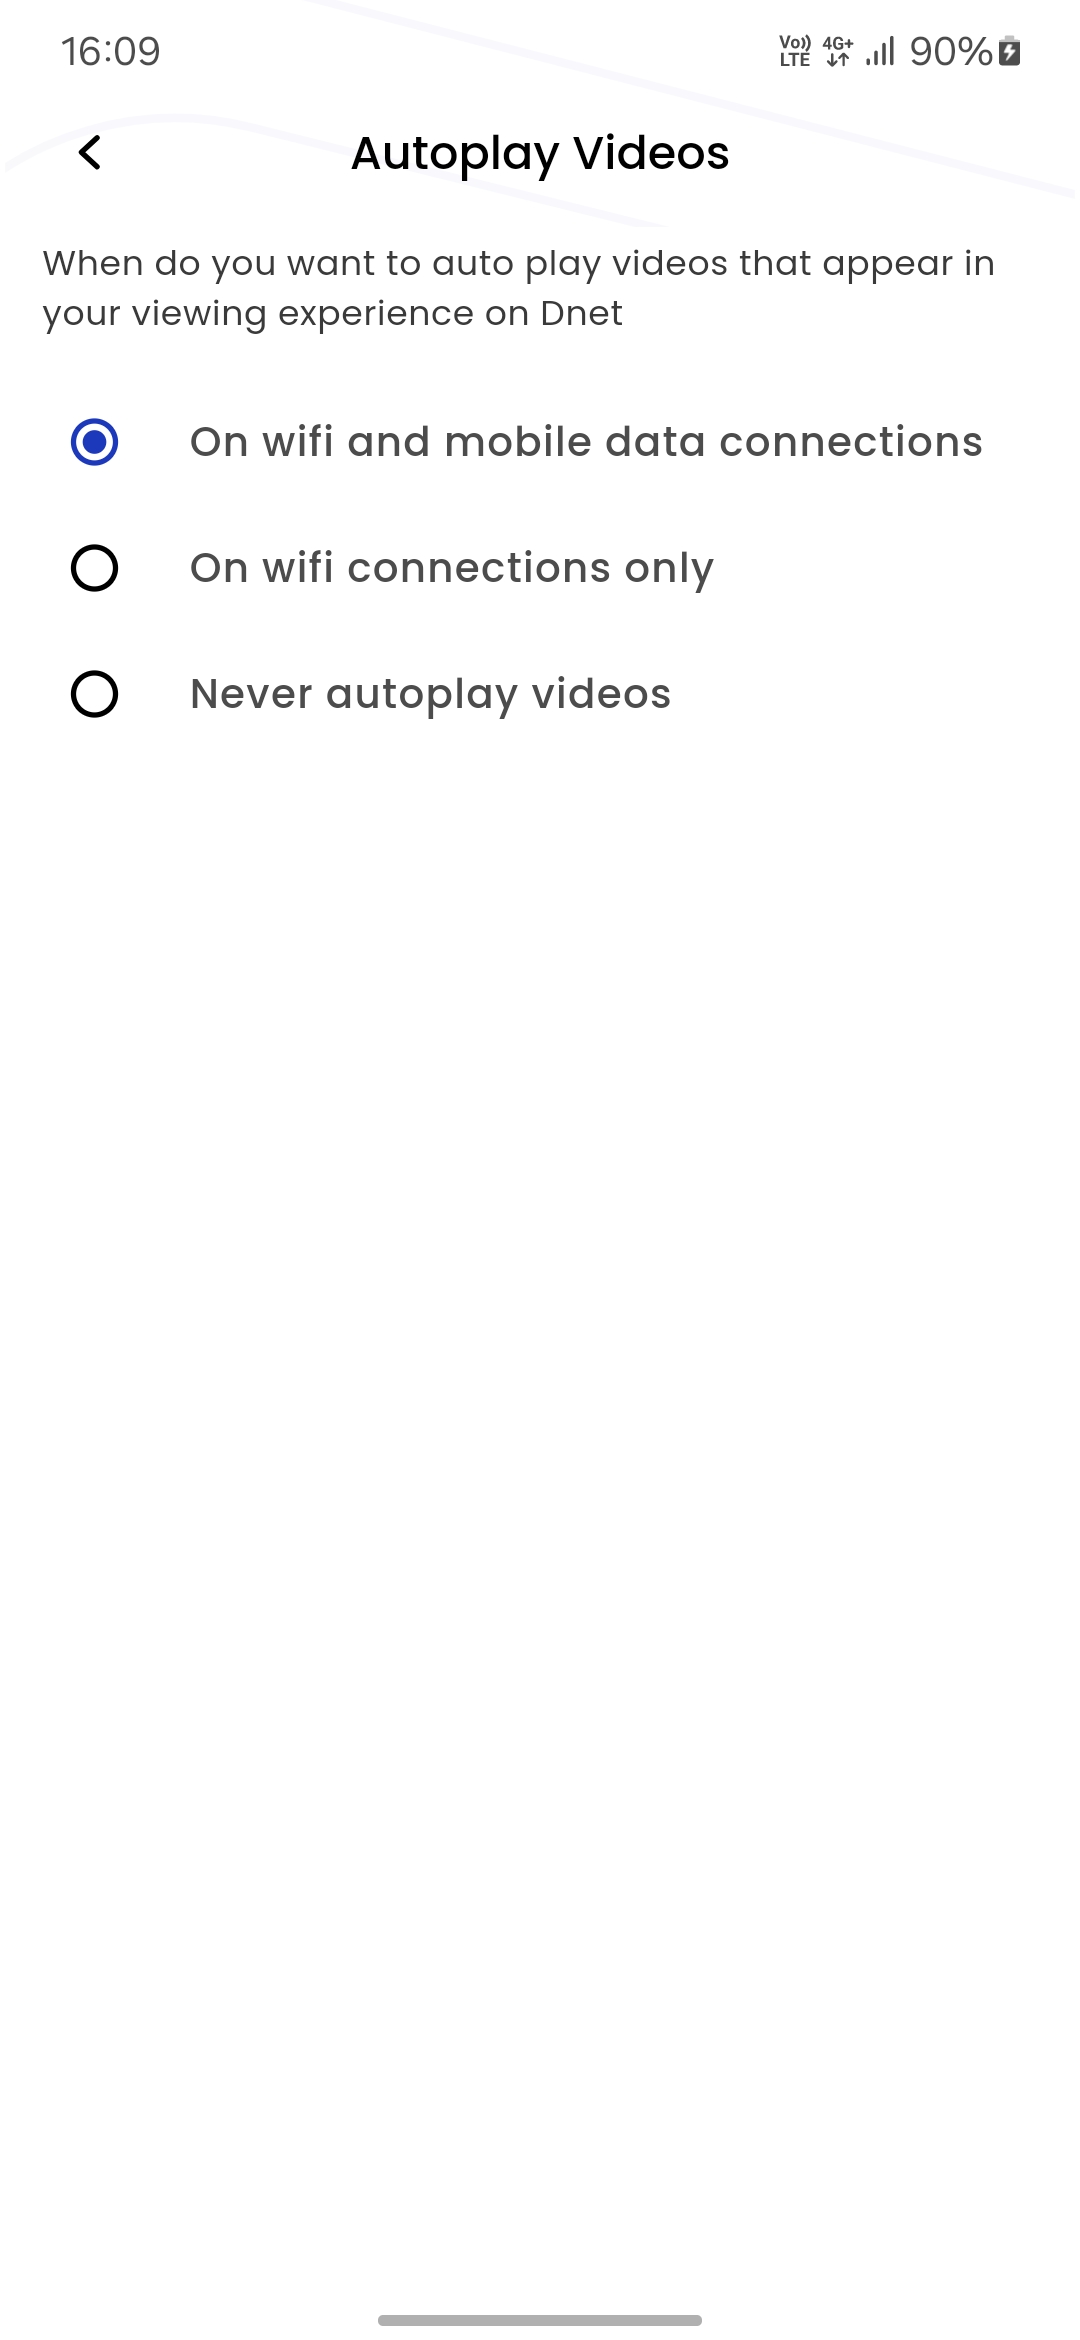 16:09
Vo)) LTE 4G+ 90%
Autoplay Videos
When do you want to auto play videos that appear in
your viewing experience on Dnet
On wifi and mobile data connections
On wifi connections only
Never autoplay videos